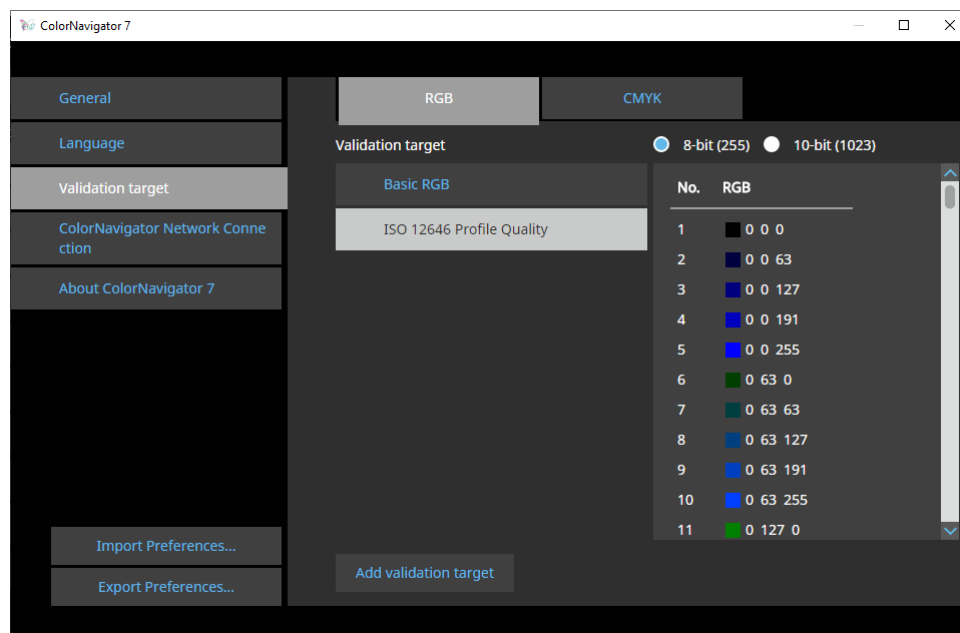 ColorNavigator 7
General
Language
Validation target
ColorNavigator Network Conne
ction
About ColorNavigator 7
Import Preferences...
Export Preferences...
RGB
CMYK
Validation target
8-bit (255)
10-bit (1023)
Basic RGB
ISO 12646 Profile Quality
No. RGB
1 0 0 0
2 0 0 63
3 0 0 127
4 0 0 191
5 0 0 255
6 0 63 0
7 0 63 63
8 0 63 127
9 0 63 191
10 0 63 255
11 0 127 0
Add validation target